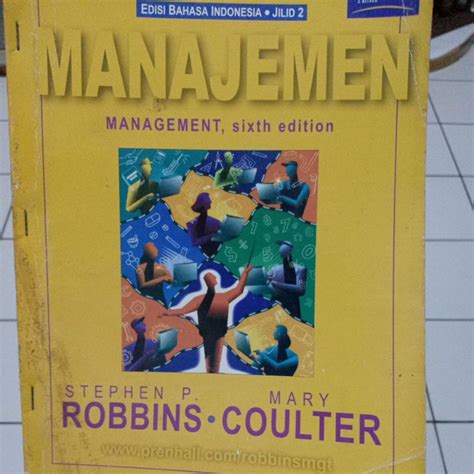 EDISI BAHASA INDONESIA • JILID 2
MANAJEMEN
MANAGEMENT, sixth edition
STEPHEN P. MARY
ROBBINS • COULTER
www.prenhall.com/robbinsmgt